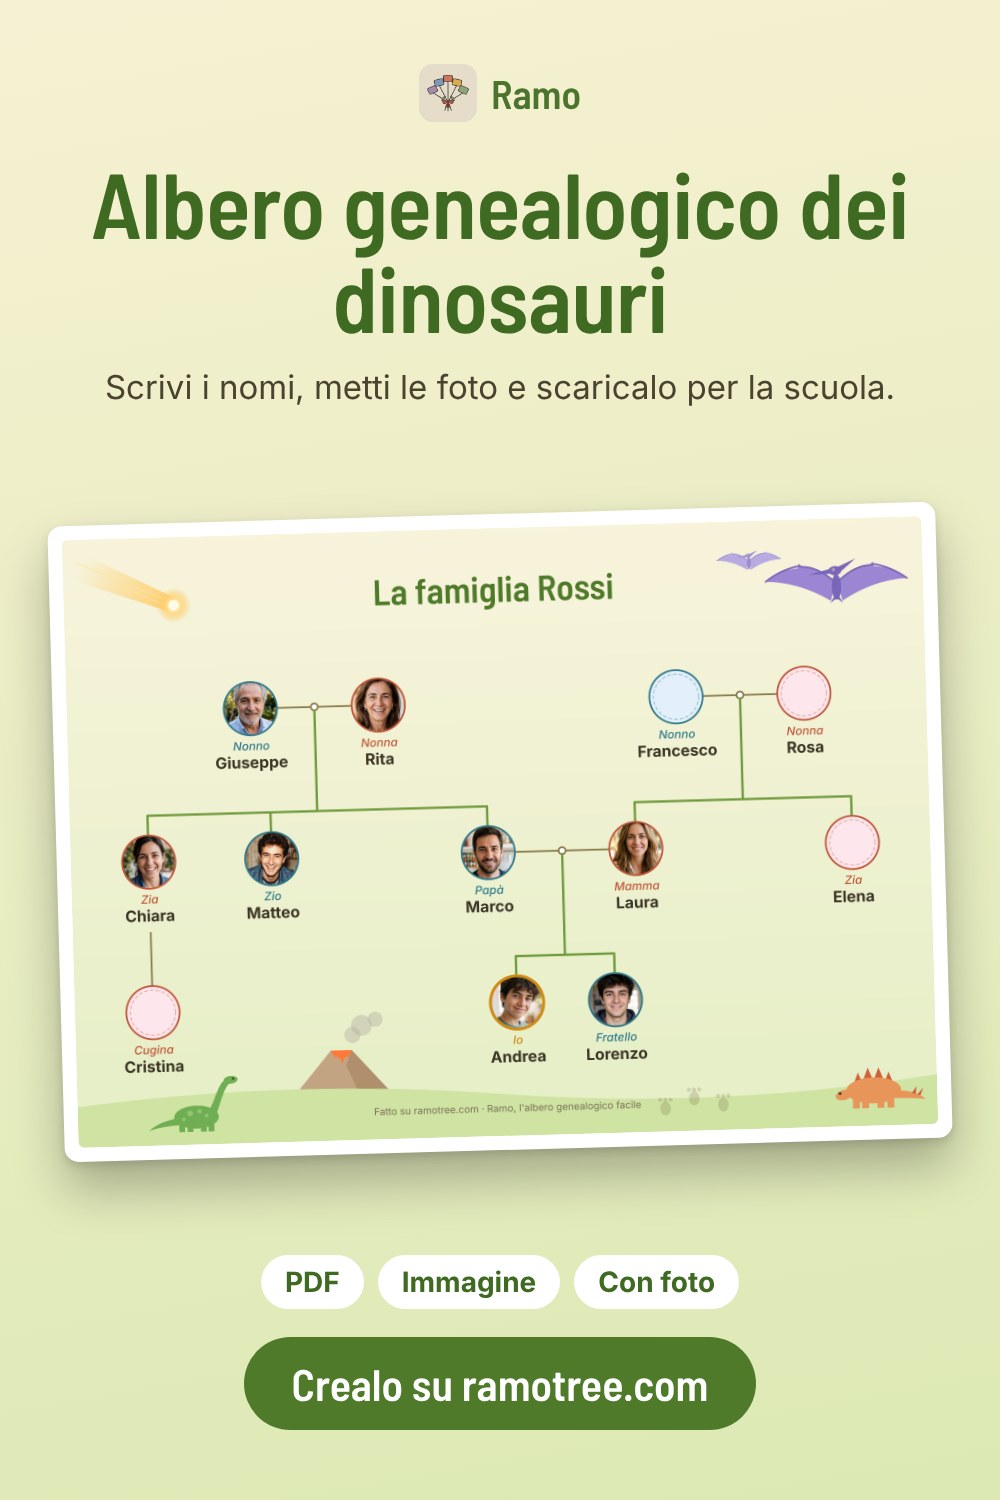 Ramo
Albero genealogico dei
dinosauri
Scrivi i nomi, metti le foto e scaricalo per la scuola.
La famiglia Rossi
Nonno
Giuseppe
Nonna
Rita
Nonno
Francesco
Nonna
Rosa
Zia
Chiara
Zio
Matteo
Papà
Marco
Mamma
Laura
Zia
Elena
Cugina
Cristina
Io
Andrea
Fratello
Lorenzo
Fatto su ramotree.com · Ramo, l'albero genealogico facile
PDF
Immagine
Con foto
Crealo su ramotree.com